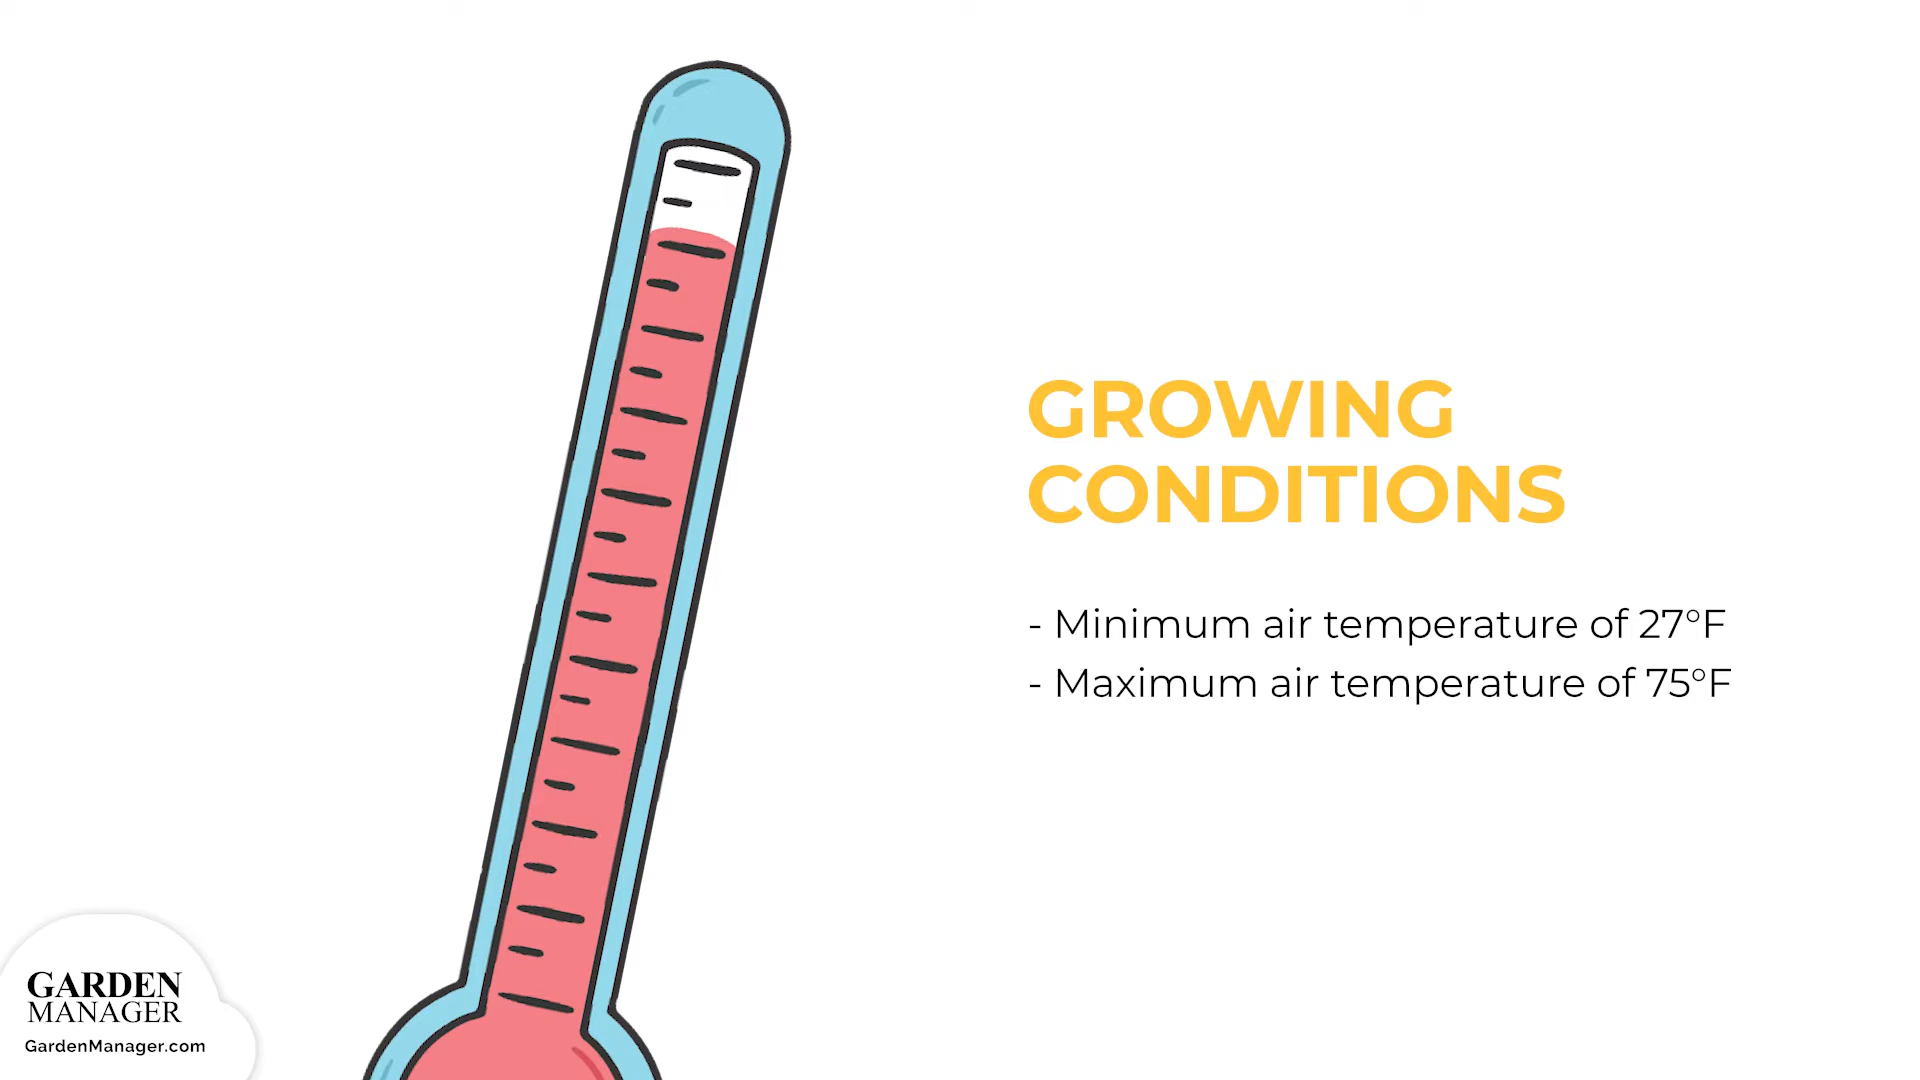 GROWING
CONDITIONS
- Minimum air temperature of 27°F
- Maximum air temperature of 75°F
GARDEN
MANAGER
GardenManager.com